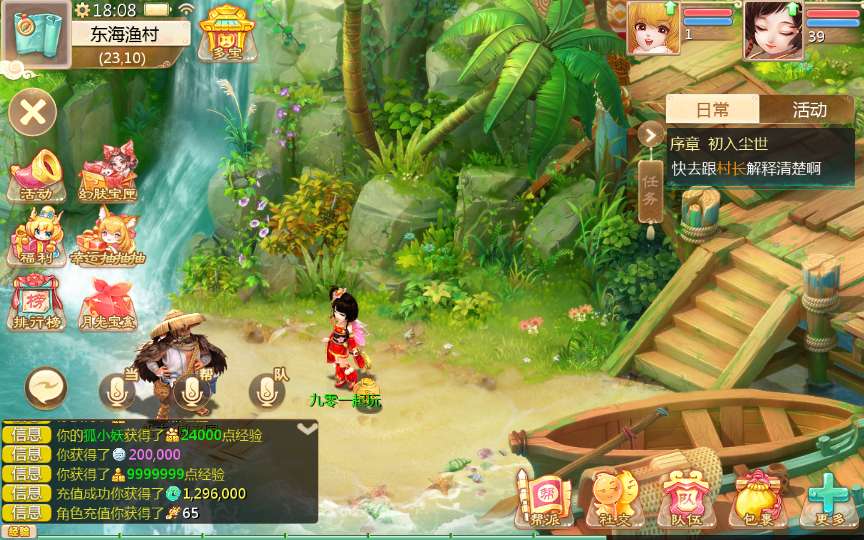 18:08
东海渔村
(23,10)
多宝
1
39
日常
活动
序章 初入尘世
快去跟村长解释清楚啊
任务
活动
幻肤宝匣
福利
幸运抽抽抽
榜
排行榜
月光宝盒
当
帮
队
九零一起玩
信息 你的狐小妖获得了24000点经验
信息 你获得了200,000
信息 你获得了9999999点经验
信息 充值成功你获得了1,296,000
信息 角色充值你获得了65
帮
帮派
社交
队
队伍
包裹
更多
经验